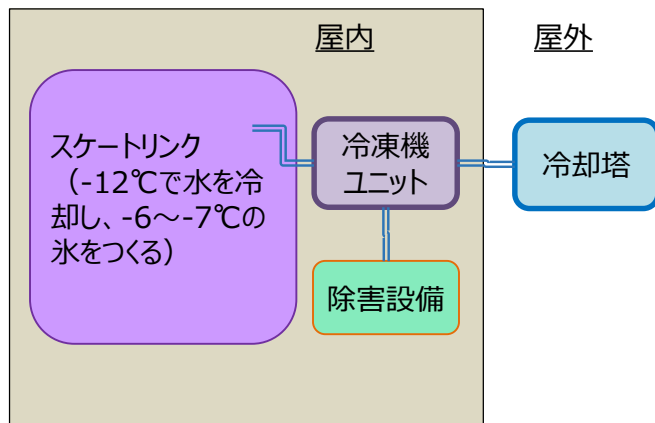 屋内
屋外
スケートリンク
（-12℃で水を冷
却し、-6～-7℃の
氷をつくる）
冷凍機
ユニット
冷却塔
除害設備